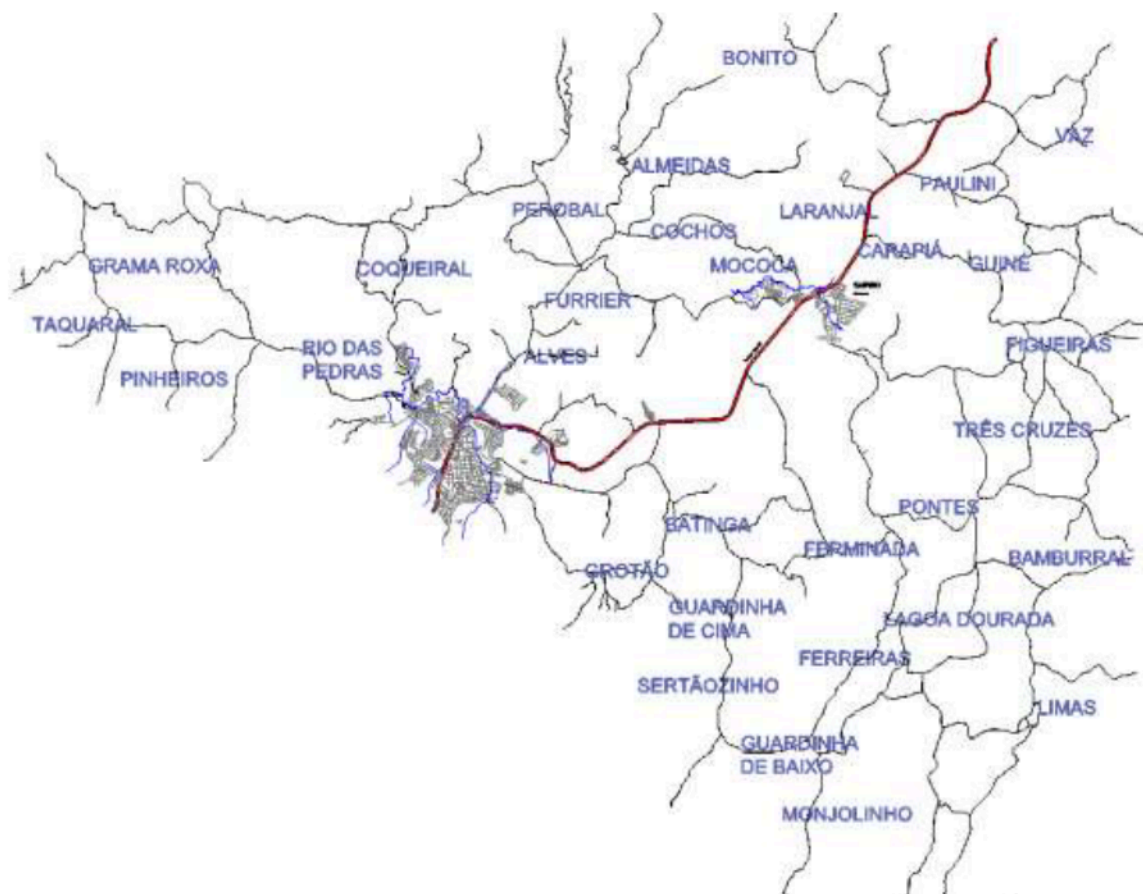 BONITO
VAZ
ALMEIDAS
PAULINI
PEROBAL
LARANJAL
COCHOS
CARAPIÁ
GRAMA ROXA
COQUEIRAL
MOCOCA
GUINÉ
FURRIER
TAQUARAL
RIO DAS
PEDRAS
ALVES
FIGUEIRAS
PINHEIROS
TRÊS CRUZES
PONTES
BATINGA
FERMINADA
BAMBURRAL
GROTÃO
GUARDINHA
DE CIMA
LAGOA DOURADA
FERREIRAS
SERTÃOZINHO
LIMAS
GUARDINHA
DE BAIXO
MONJOLINHO